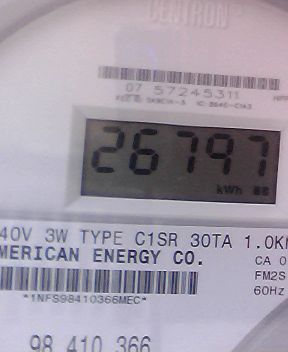 CENTRON
07 57245311
26797
kWh
40V 3W TYPE C1SR 30TA 1.0K
MERICAN ENERGY CO.
CA 0
FM2S
*1NFS98410366MEC*
60Hz
98 410 366